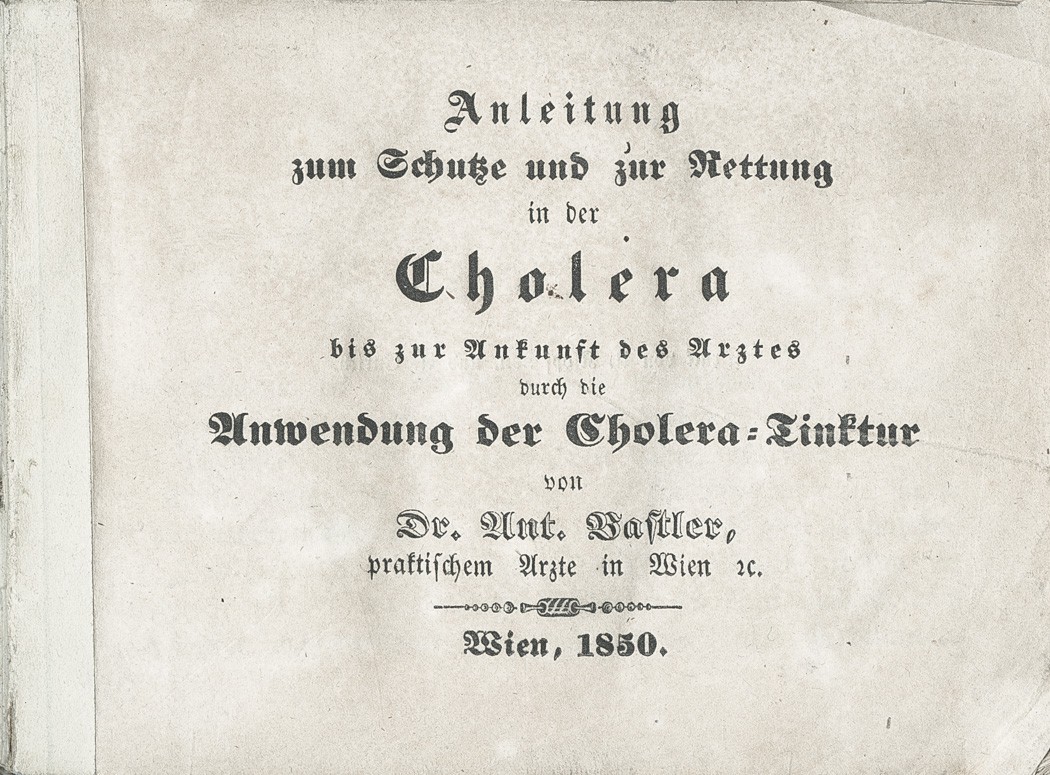 Anleitung
zum Schutze und zur Rettung
in der
Cholera
bis zur Ankunft des Arztes
durch die
Anwendung der Cholera-Tinktur
von
Dr. Ant. Bastler,
praktischem Arzte in Wien ꝛc.
Wien, 1850.